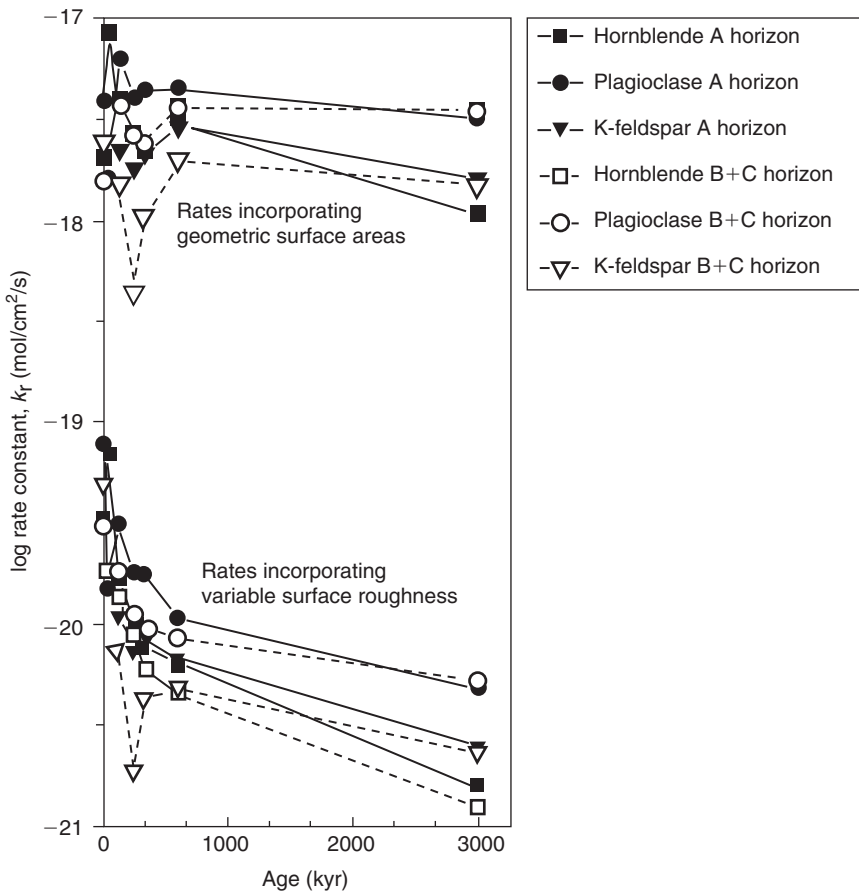 −17
−18
−19
−20
−21
log rate constant, kr (mol/cm2/s)
Rates incorporating
geometric surface areas
Rates incorporating
variable surface roughness
0
1000
2000
3000
Age (kyr)
Hornblende A horizon
Plagioclase A horizon
K-feldspar A horizon
Hornblende B+C horizon
Plagioclase B+C horizon
K-feldspar B+C horizon